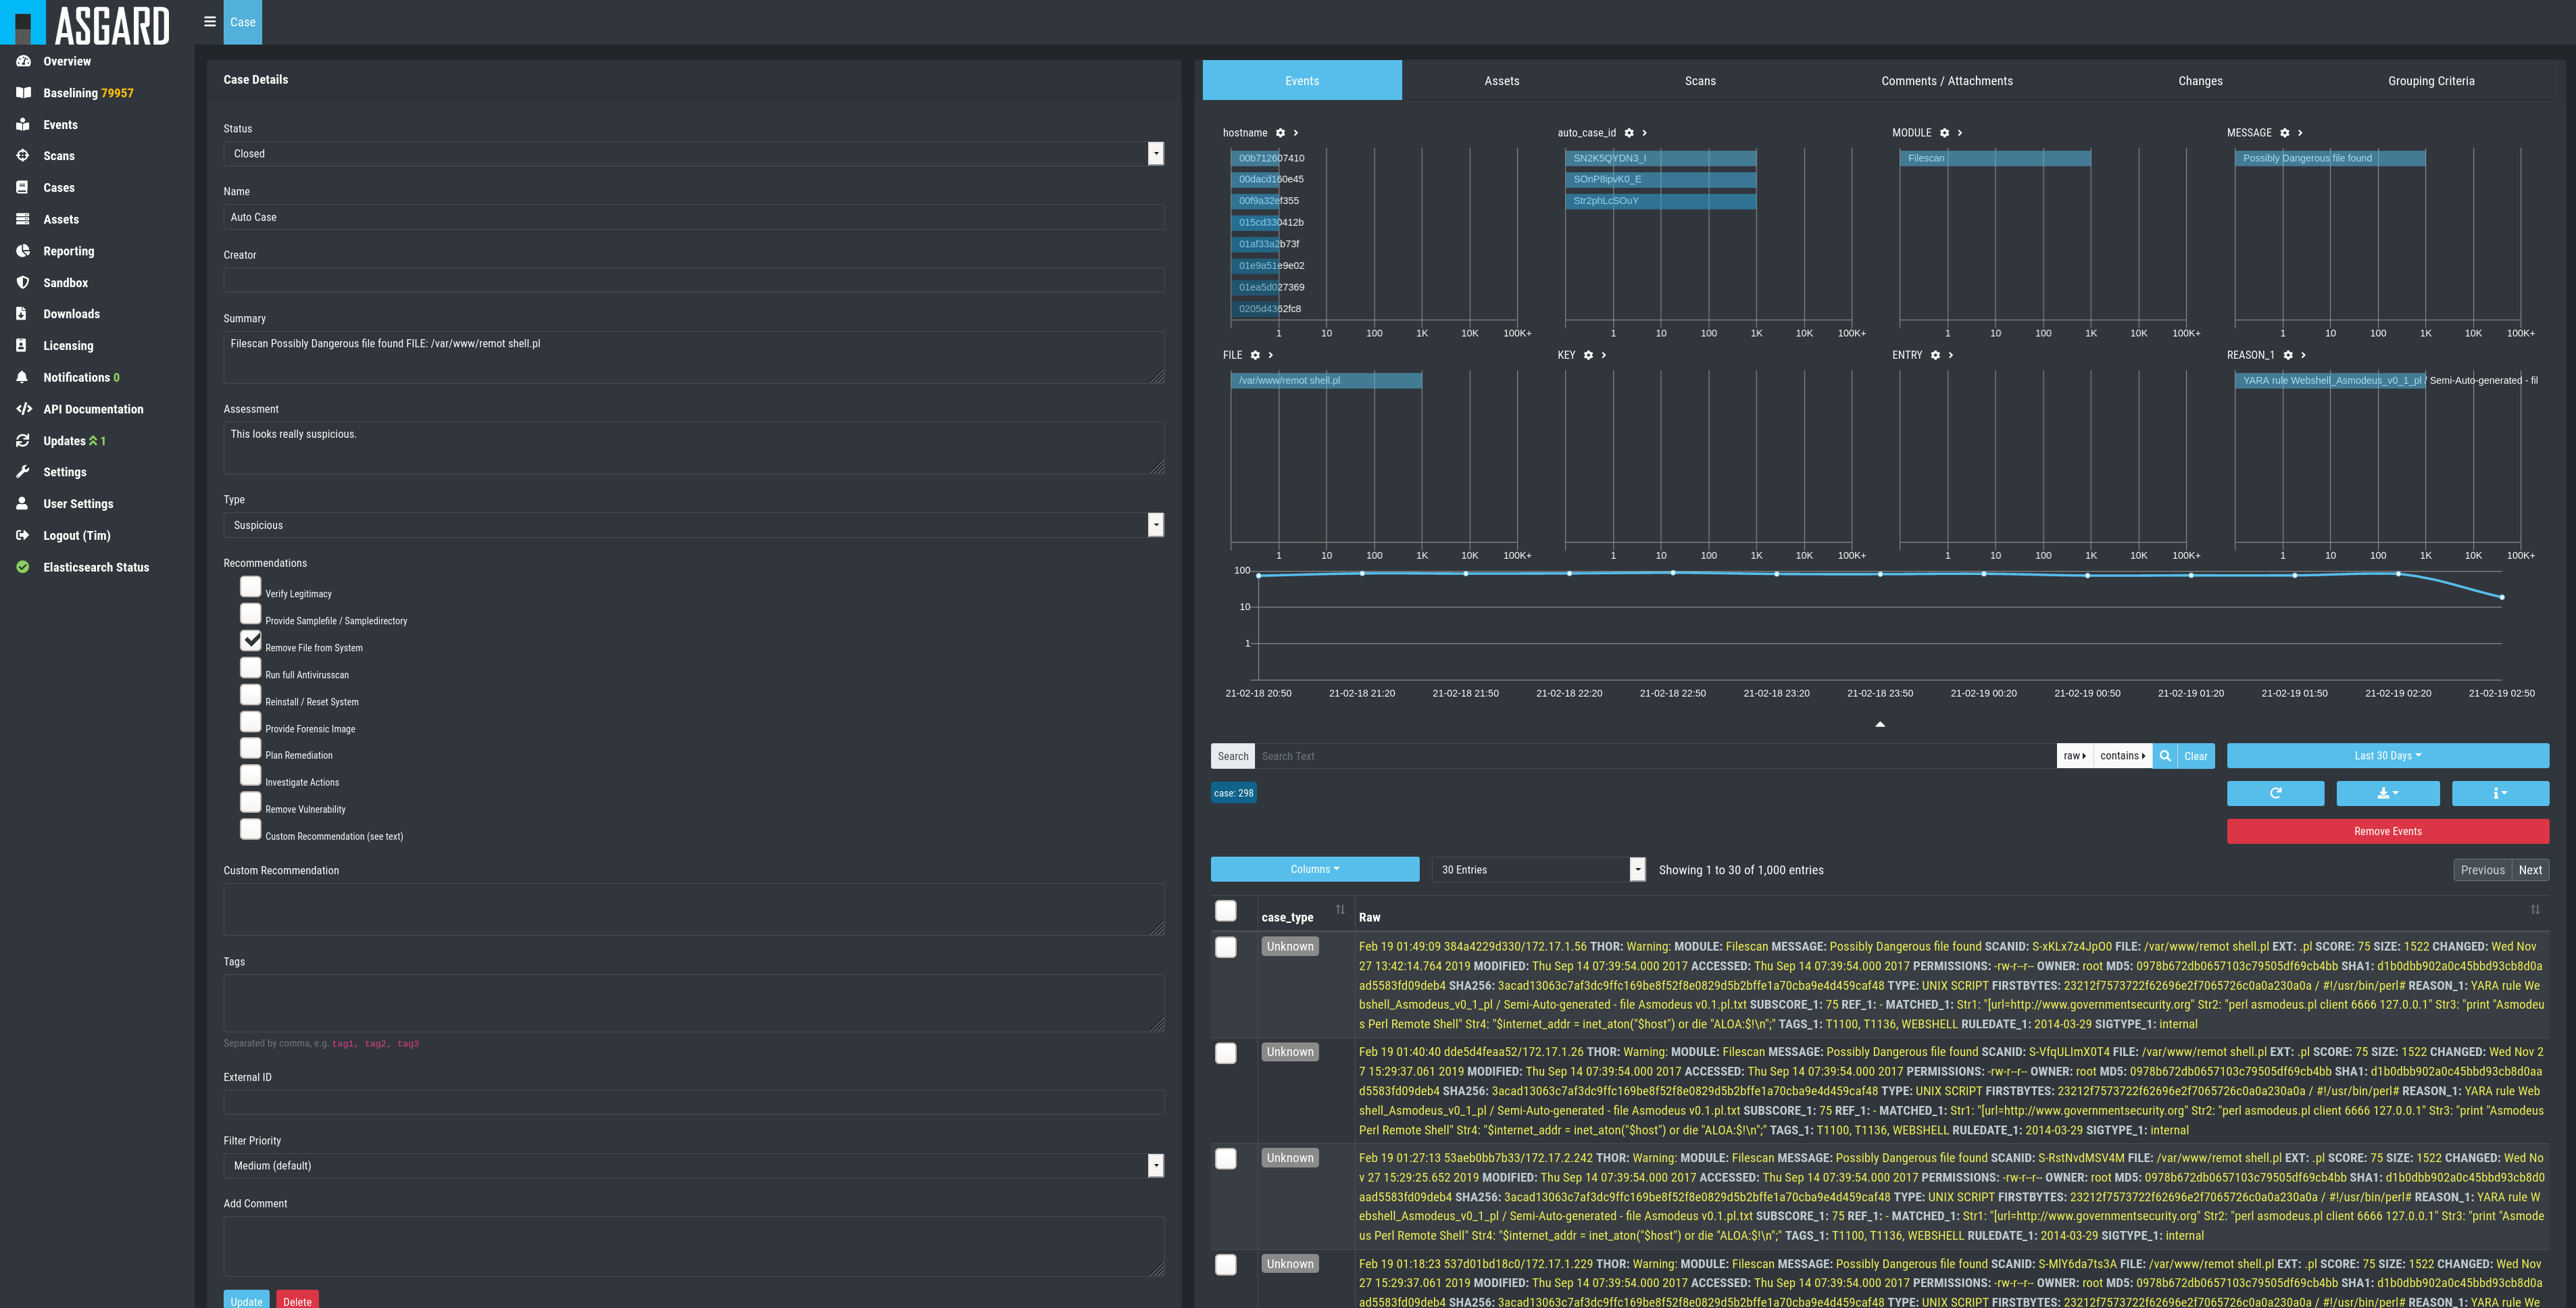 ASGARD
Case
Overview
Baselining 79957
Events
Scans
Cases
Assets
Reporting
Sandbox
Downloads
Licensing
Notifications 0
API Documentation
Updates 1
Settings
User Settings
Logout (Tim)
Elasticsearch Status
Case Details
Status
Closed
Name
Auto Case
Creator
Summary
Filescan Possibly Dangerous file found FILE: /var/www/remot shell.pl
Assessment
This looks really suspicious.
Type
Suspicious
Recommendations
Verify Legitimacy
Provide Samplefile / Sampledirectory
Remove File from System
Run full Antivirusscan
Reinstall / Reset System
Provide Forensic Image
Plan Remediation
Investigate Actions
Remove Vulnerability
Custom Recommendation (see text)
Custom Recommendation
Tags
Separated by comma, e.g. tag1, tag2, tag3
External ID
Filter Priority
Medium (default)
Add Comment
Update Delete
Events Assets Scans Comments / Attachments Changes Grouping Criteria
hostname
00b712607410
00dacd160e45
00f9a32ef355
015cd330412b
01af33a2b73f
01e9a51e9e02
01ea5d027369
0205d4362fc8
1 10 100 1K 10K 100K+
auto_case_id
SN2K5QYDN3_I
SOnP8ipvK0_E
Str2phLcSOuY
1 10 100 1K 10K 100K+
MODULE
Filescan
1 10 100 1K 10K 100K+
MESSAGE
Possibly Dangerous file found
1 10 100 1K 10K 100K+
FILE
/var/www/remot shell.pl
1 10 100 1K 10K 100K+
KEY
1 10 100 1K 10K 100K+
ENTRY
1 10 100 1K 10K 100K+
REASON_1
YARA rule Webshell_Asmodeus_v0_1_pl / Semi-Auto-generated - fil
1 10 100 1K 10K 100K+
100
10
1
21-02-18 20:50 21-02-18 21:20 21-02-18 21:50 21-02-18 22:20 21-02-18 22:50 21-02-18 23:20 21-02-18 23:50 21-02-19 00:20 21-02-19 00:50 21-02-19 01:20 21-02-19 01:50 21-02-19 02:20 21-02-19 02:50
Search Search Text raw contains Clear Last 30 Days
case: 298
Remove Events
Columns 30 Entries Showing 1 to 30 of 1,000 entries Previous Next
case_type Raw
Unknown
Feb 19 01:49:09 384a4229d330/172.17.1.56 THOR: Warning: MODULE: Filescan MESSAGE: Possibly Dangerous file found SCANID: S-xKLx7z4JpO0 FILE: /var/www/remot shell.pl EXT: .pl SCORE: 75 SIZE: 1522 CHANGED: Wed Nov
27 13:42:14.764 2019 MODIFIED: Thu Sep 14 07:39:54.000 2017 ACCESSED: Thu Sep 14 07:39:54.000 2017 PERMISSIONS: -rw-r--r-- OWNER: root MD5: 0978b672db0657103c79505df69cb4bb SHA1: d1b0dbb902a0c45bbd93cb8d0a
ad5583fd09deb4 SHA256: 3acad13063c7af3dc9ffc169be8f52f8e0829d5b2bffe1a70cba9e4d459caf48 TYPE: UNIX SCRIPT FIRSTBYTES: 23212f7573722f62696e2f7065726c0a0a230a0a / #!/usr/bin/perl# REASON_1: YARA rule We
bshell_Asmodeus_v0_1_pl / Semi-Auto-generated - file Asmodeus v0.1.pl.txt SUBSCORE_1: 75 REF_1: - MATCHED_1: Str1: "[url=http://www.governmentsecurity.org" Str2: "perl asmodeus.pl client 6666 127.0.0.1" Str3: "print "Asmodeu
s Perl Remote Shell" Str4: "$internet_addr = inet_aton("$host") or die "ALOA:$!\n";" TAGS_1: T1100, T1136, WEBSHELL RULEDATE_1: 2014-03-29 SIGTYPE_1: internal
Unknown
Feb 19 01:40:40 dde5d4feaa52/172.17.1.26 THOR: Warning: MODULE: Filescan MESSAGE: Possibly Dangerous file found SCANID: S-VfqULImX0T4 FILE: /var/www/remot shell.pl EXT: .pl SCORE: 75 SIZE: 1522 CHANGED: Wed Nov 2
7 15:29:37.061 2019 MODIFIED: Thu Sep 14 07:39:54.000 2017 ACCESSED: Thu Sep 14 07:39:54.000 2017 PERMISSIONS: -rw-r--r-- OWNER: root MD5: 0978b672db0657103c79505df69cb4bb SHA1: d1b0dbb902a0c45bbd93cb8d0aa
d5583fd09deb4 SHA256: 3acad13063c7af3dc9ffc169be8f52f8e0829d5b2bffe1a70cba9e4d459caf48 TYPE: UNIX SCRIPT FIRSTBYTES: 23212f7573722f62696e2f7065726c0a0a230a0a / #!/usr/bin/perl# REASON_1: YARA rule Web
shell_Asmodeus_v0_1_pl / Semi-Auto-generated - file Asmodeus v0.1.pl.txt SUBSCORE_1: 75 REF_1: - MATCHED_1: Str1: "[url=http://www.governmentsecurity.org" Str2: "perl asmodeus.pl client 6666 127.0.0.1" Str3: "print "Asmodeus
Perl Remote Shell" Str4: "$internet_addr = inet_aton("$host") or die "ALOA:$!\n";" TAGS_1: T1100, T1136, WEBSHELL RULEDATE_1: 2014-03-29 SIGTYPE_1: internal
Unknown
Feb 19 01:27:13 53aeb0bb7b33/172.17.2.242 THOR: Warning: MODULE: Filescan MESSAGE: Possibly Dangerous file found SCANID: S-RstNvdMSV4M FILE: /var/www/remot shell.pl EXT: .pl SCORE: 75 SIZE: 1522 CHANGED: Wed No
v 27 15:29:25.652 2019 MODIFIED: Thu Sep 14 07:39:54.000 2017 ACCESSED: Thu Sep 14 07:39:54.000 2017 PERMISSIONS: -rw-r--r-- OWNER: root MD5: 0978b672db0657103c79505df69cb4bb SHA1: d1b0dbb902a0c45bbd93cb8d0
aad5583fd09deb4 SHA256: 3acad13063c7af3dc9ffc169be8f52f8e0829d5b2bffe1a70cba9e4d459caf48 TYPE: UNIX SCRIPT FIRSTBYTES: 23212f7573722f62696e2f7065726c0a0a230a0a / #!/usr/bin/perl# REASON_1: YARA rule W
ebshell_Asmodeus_v0_1_pl / Semi-Auto-generated - file Asmodeus v0.1.pl.txt SUBSCORE_1: 75 REF_1: - MATCHED_1: Str1: "[url=http://www.governmentsecurity.org" Str2: "perl asmodeus.pl client 6666 127.0.0.1" Str3: "print "Asmode
us Perl Remote Shell" Str4: "$internet_addr = inet_aton("$host") or die "ALOA:$!\n";" TAGS_1: T1100, T1136, WEBSHELL RULEDATE_1: 2014-03-29 SIGTYPE_1: internal
Unknown
Feb 19 01:18:23 537d01bd18c0/172.17.1.229 THOR: Warning: MODULE: Filescan MESSAGE: Possibly Dangerous file found SCANID: S-MlY6da7ts3A FILE: /var/www/remot shell.pl EXT: .pl SCORE: 75 SIZE: 1522 CHANGED: Wed Nov
27 15:29:37.061 2019 MODIFIED: Thu Sep 14 07:39:54.000 2017 ACCESSED: Thu Sep 14 07:39:54.000 2017 PERMISSIONS: -rw-r--r-- OWNER: root MD5: 0978b672db0657103c79505df69cb4bb SHA1: d1b0dbb902a0c45bbd93cb8d0a
ad5583fd09deb4 SHA256: 3acad13063c7af3dc9ffc169be8f52f8e0829d5b2bffe1a70cba9e4d459caf48 TYPE: UNIX SCRIPT FIRSTBYTES: 23212f7573722f62696e2f7065726c0a0a230a0a / #!/usr/bin/perl# REASON_1: YARA rule We